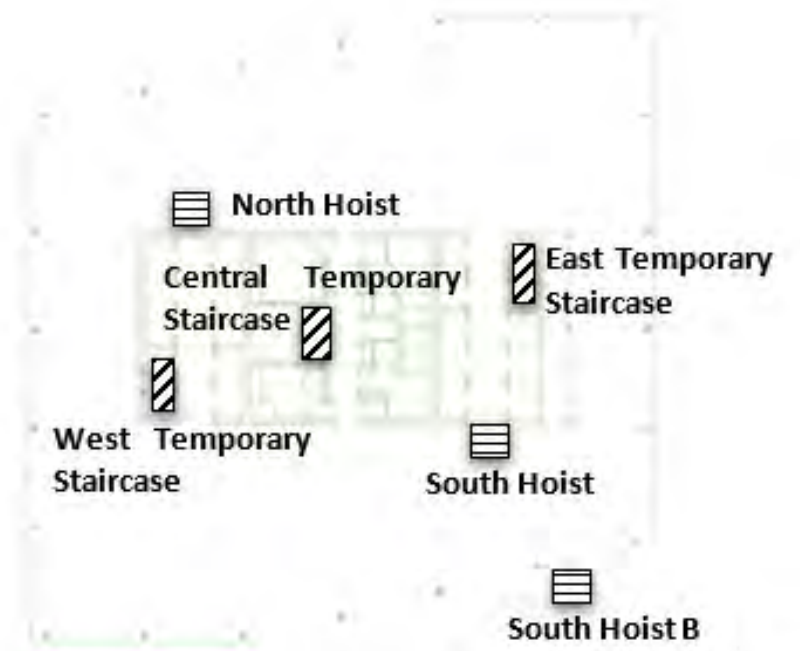 North Hoist
East Temporary
Staircase
Central Temporary
Staircase
West Temporary
Staircase
South Hoist
South Hoist B